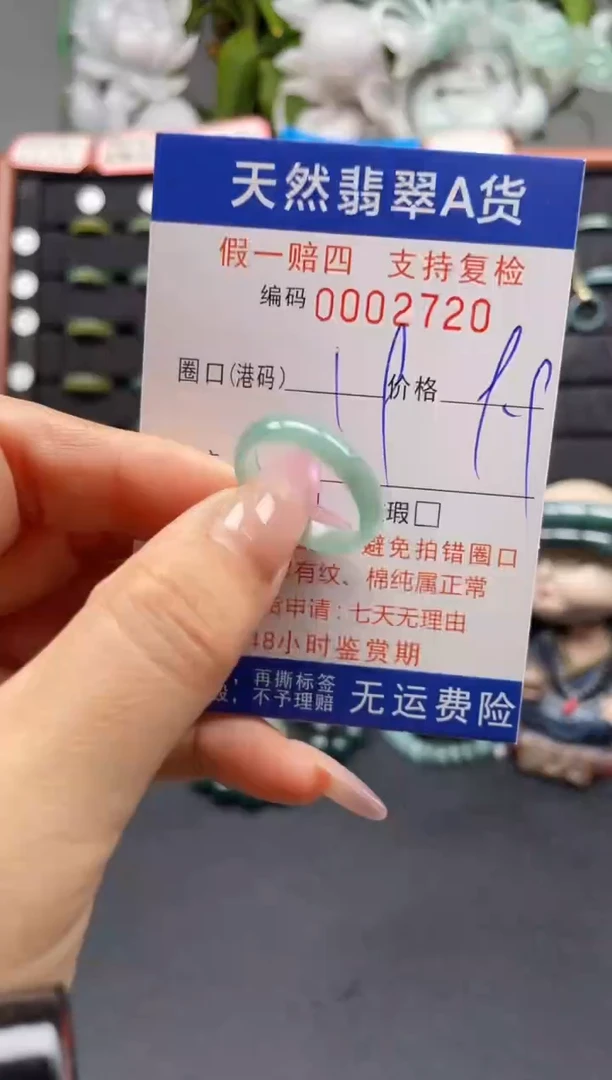 天然翡翠A货
假一赔四 支持复检
编码 0002720
圈口(港码) 价格
瑕□
避免拍错圈口
有纹、棉纯属正常
申请：七天无理由
48小时鉴赏期
，再撕标签
，不予理赔 无运费险